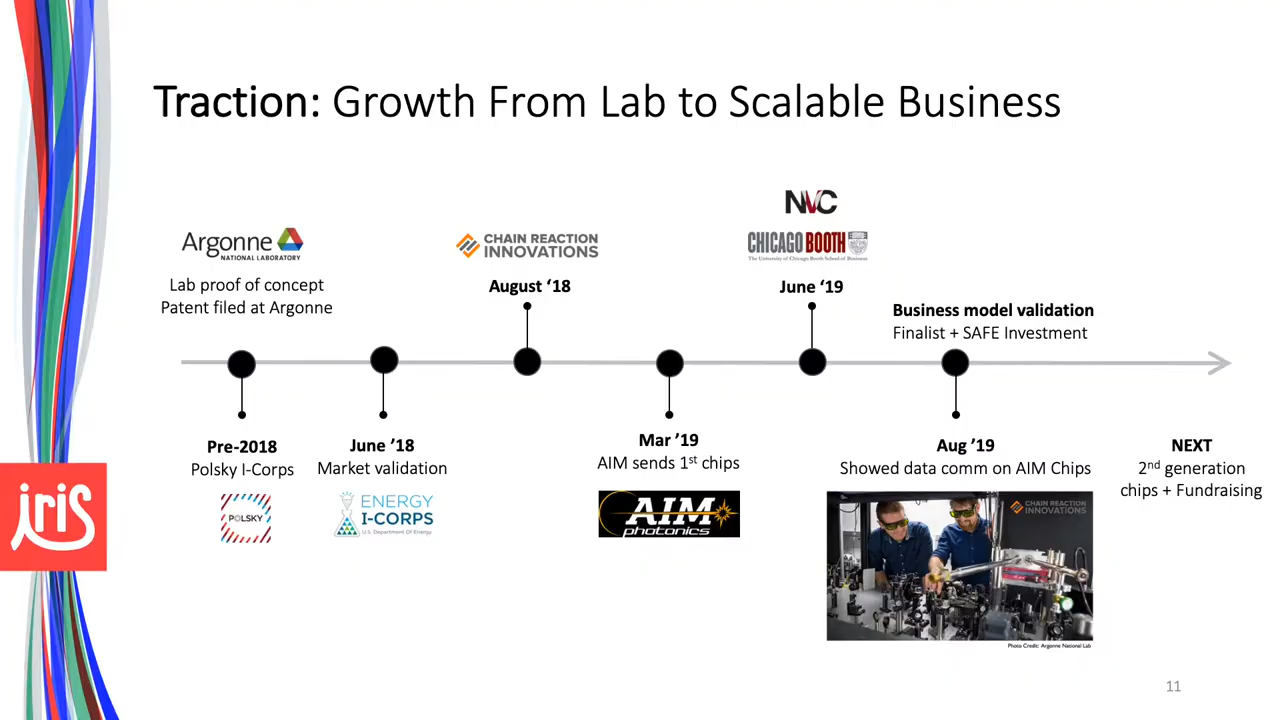 Traction: Growth From Lab to Scalable Business
Argonne
NATIONAL LABORATORY
Lab proof of concept
Patent filed at Argonne
CHAIN REACTION
INNOVATIONS
August ‘18
NVC
CHICAGO BOOTH
The University of Chicago Booth School of Business
June ‘19
Business model validation
Finalist + SAFE Investment
Pre-2018
Polsky I-Corps
POLSKY
June ’18
Market validation
ENERGY
I-CORPS
U.S. Department Of Energy
Mar ’19
AIM sends 1st chips
AIM
photonics
Aug ’19
Showed data comm on AIM Chips
CHAIN REACTION
INNOVATIONS
Photo Credit: Argonne National Lab
NEXT
2nd generation
chips + Fundraising
iris
11